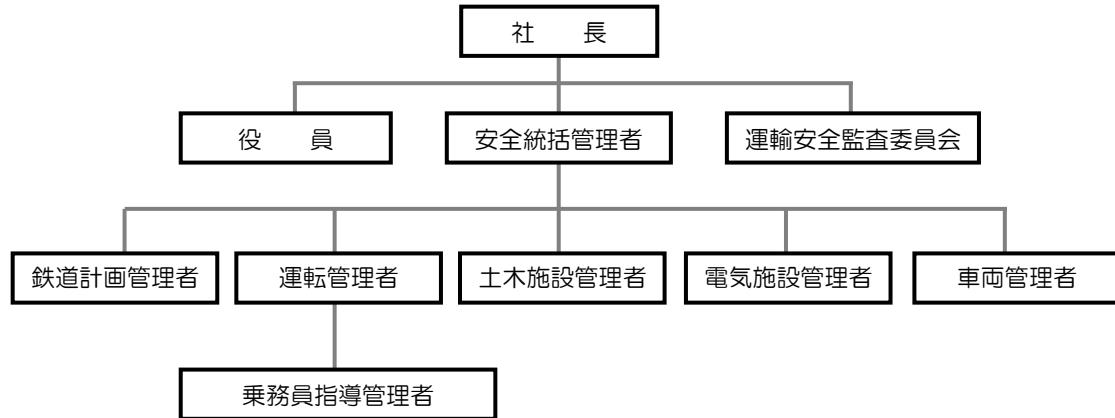 社　　長
役　　員
安全統括管理者
運輸安全監査委員会
鉄道計画管理者
運転管理者
土木施設管理者
電気施設管理者
車両管理者
乗務員指導管理者